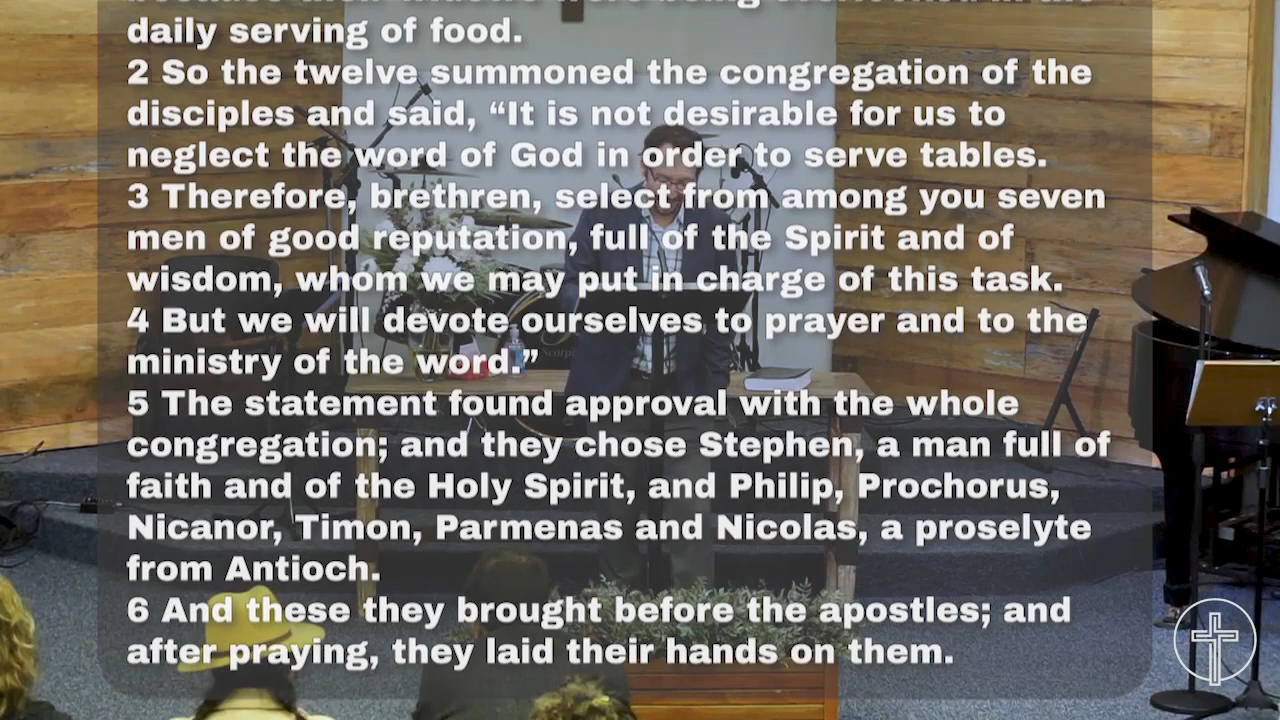 daily serving of food.
2 So the twelve summoned the congregation of the
disciples and said, “It is not desirable for us to
neglect the word of God in order to serve tables.
3 Therefore, brethren, select from among you seven
men of good reputation, full of the Spirit and of
wisdom, whom we may put in charge of this task.
4 But we will devote ourselves to prayer and to the
ministry of the word.”
5 The statement found approval with the whole
congregation; and they chose Stephen, a man full of
faith and of the Holy Spirit, and Philip, Prochorus,
Nicanor, Timon, Parmenas and Nicolas, a proselyte
from Antioch.
6 And these they brought before the apostles; and
after praying, they laid their hands on them.